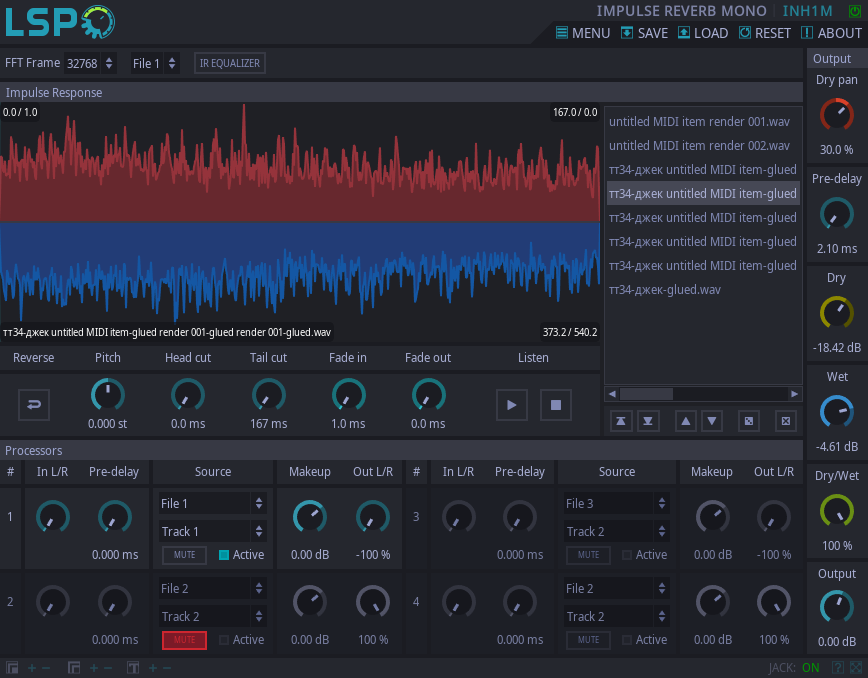 LSP
IMPULSE REVERB MONO INH1M
MENU SAVE LOAD RESET ABOUT
FFT Frame 32768 File 1 IR EQUALIZER
Output
Impulse Response
Dry pan
0.0 / 1.0 167.0 / 0.0
untitled MIDI item render 001.wav
untitled MIDI item render 002.wav
30.0 %
тт34-джек untitled MIDI item-glued
Pre-delay
тт34-джек untitled MIDI item-glued
тт34-джек untitled MIDI item-glued
тт34-джек untitled MIDI item-glued
2.10 ms
тт34-джек untitled MIDI item-glued
Dry
тт34-джек-glued.wav
тт34-джек untitled MIDI item-glued render 001-glued render 001-glued.wav 373.2 / 540.2
-18.42 dB
Reverse Pitch Head cut Tail cut Fade in Fade out Listen
Wet
0.000 st 0.0 ms 167 ms 1.0 ms 0.0 ms
-4.61 dB
Processors
# In L/R Pre-delay Source Makeup Out L/R # In L/R Pre-delay Source Makeup Out L/R
Dry/Wet
1 File 1 3 File 3
Track 1 Track 2
0.000 ms MUTE Active 0.00 dB -100 % 0.000 ms MUTE Active 0.00 dB -100 %
100 %
Output
2 File 2 4 File 2
Track 2 Track 2
0.000 ms MUTE Active 0.00 dB 100 % 0.000 ms MUTE Active 0.00 dB 100 %
0.00 dB
JACK: ON